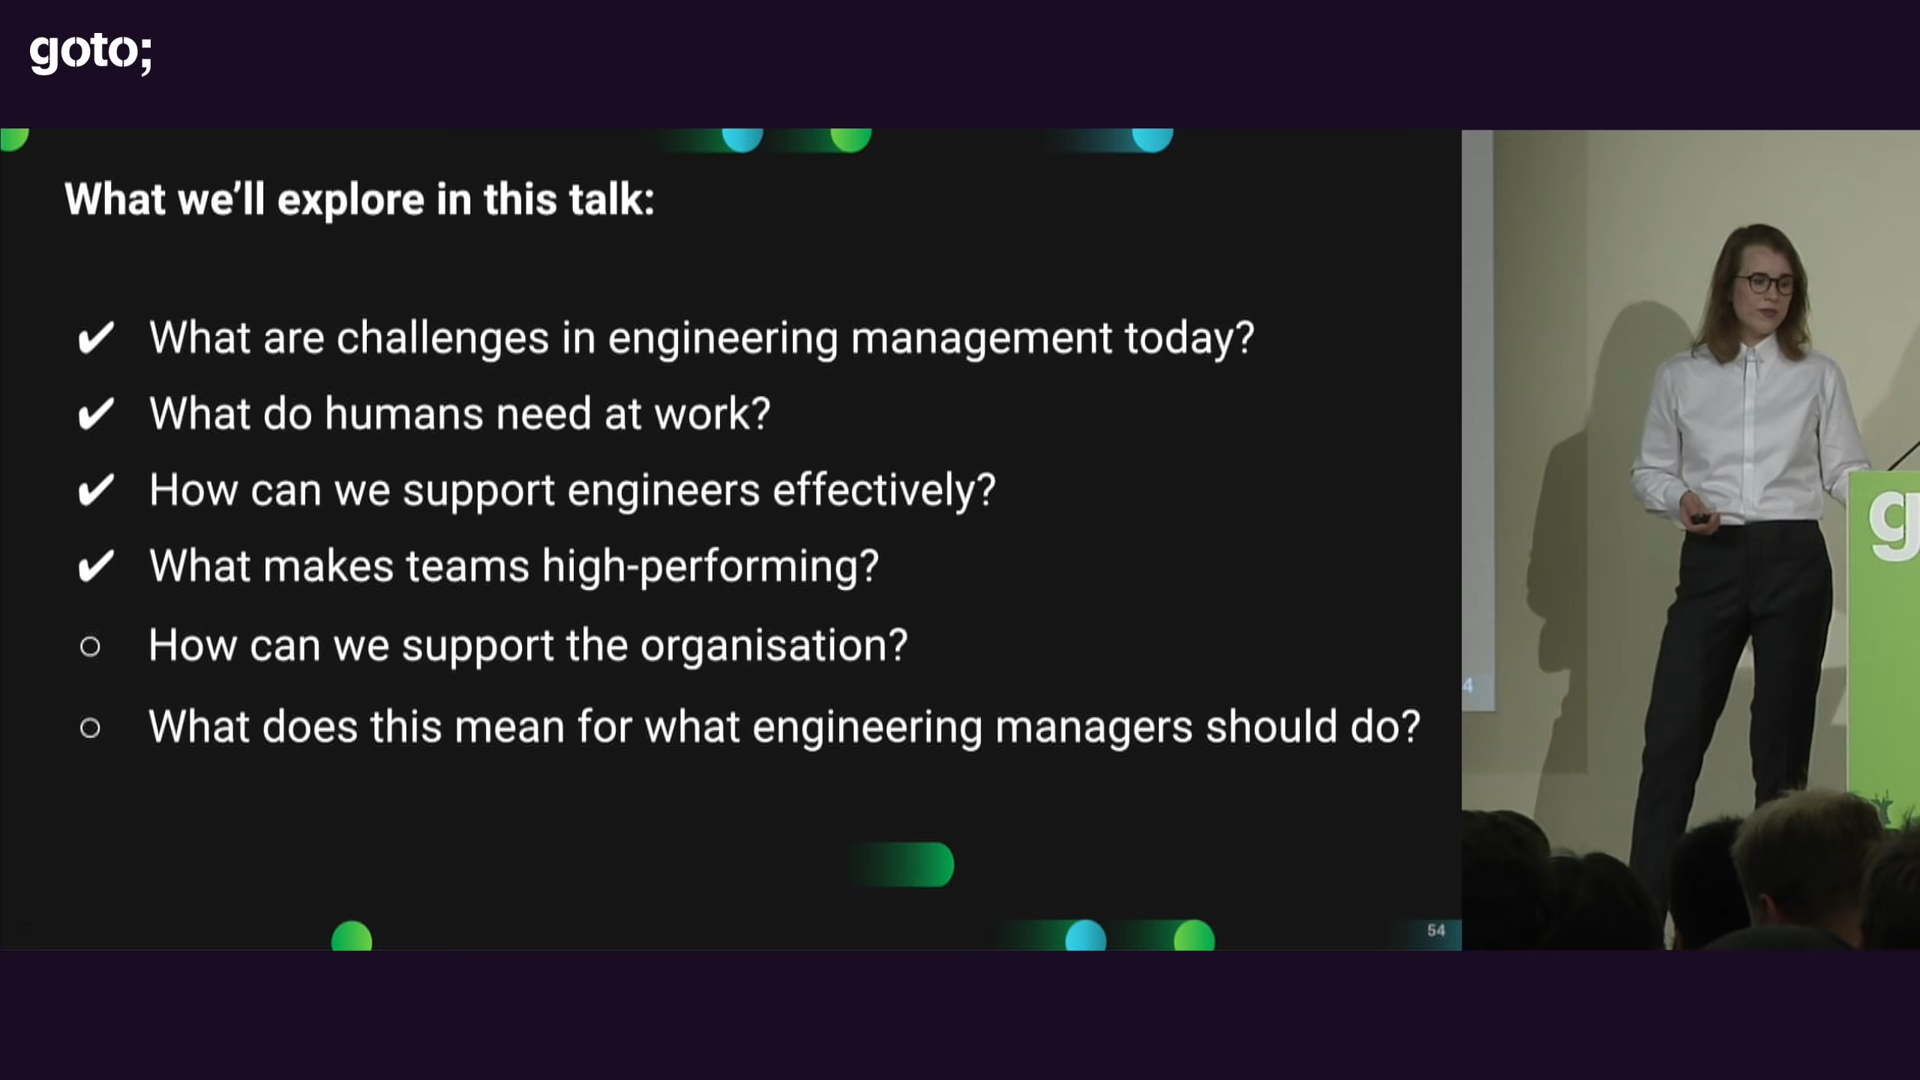 goto;
What we'll explore in this talk:
✔ What are challenges in engineering management today?
✔ What do humans need at work?
✔ How can we support engineers effectively?
✔ What makes teams high-performing?
○ How can we support the organisation?
○ What does this mean for what engineering managers should do?
54
4
g